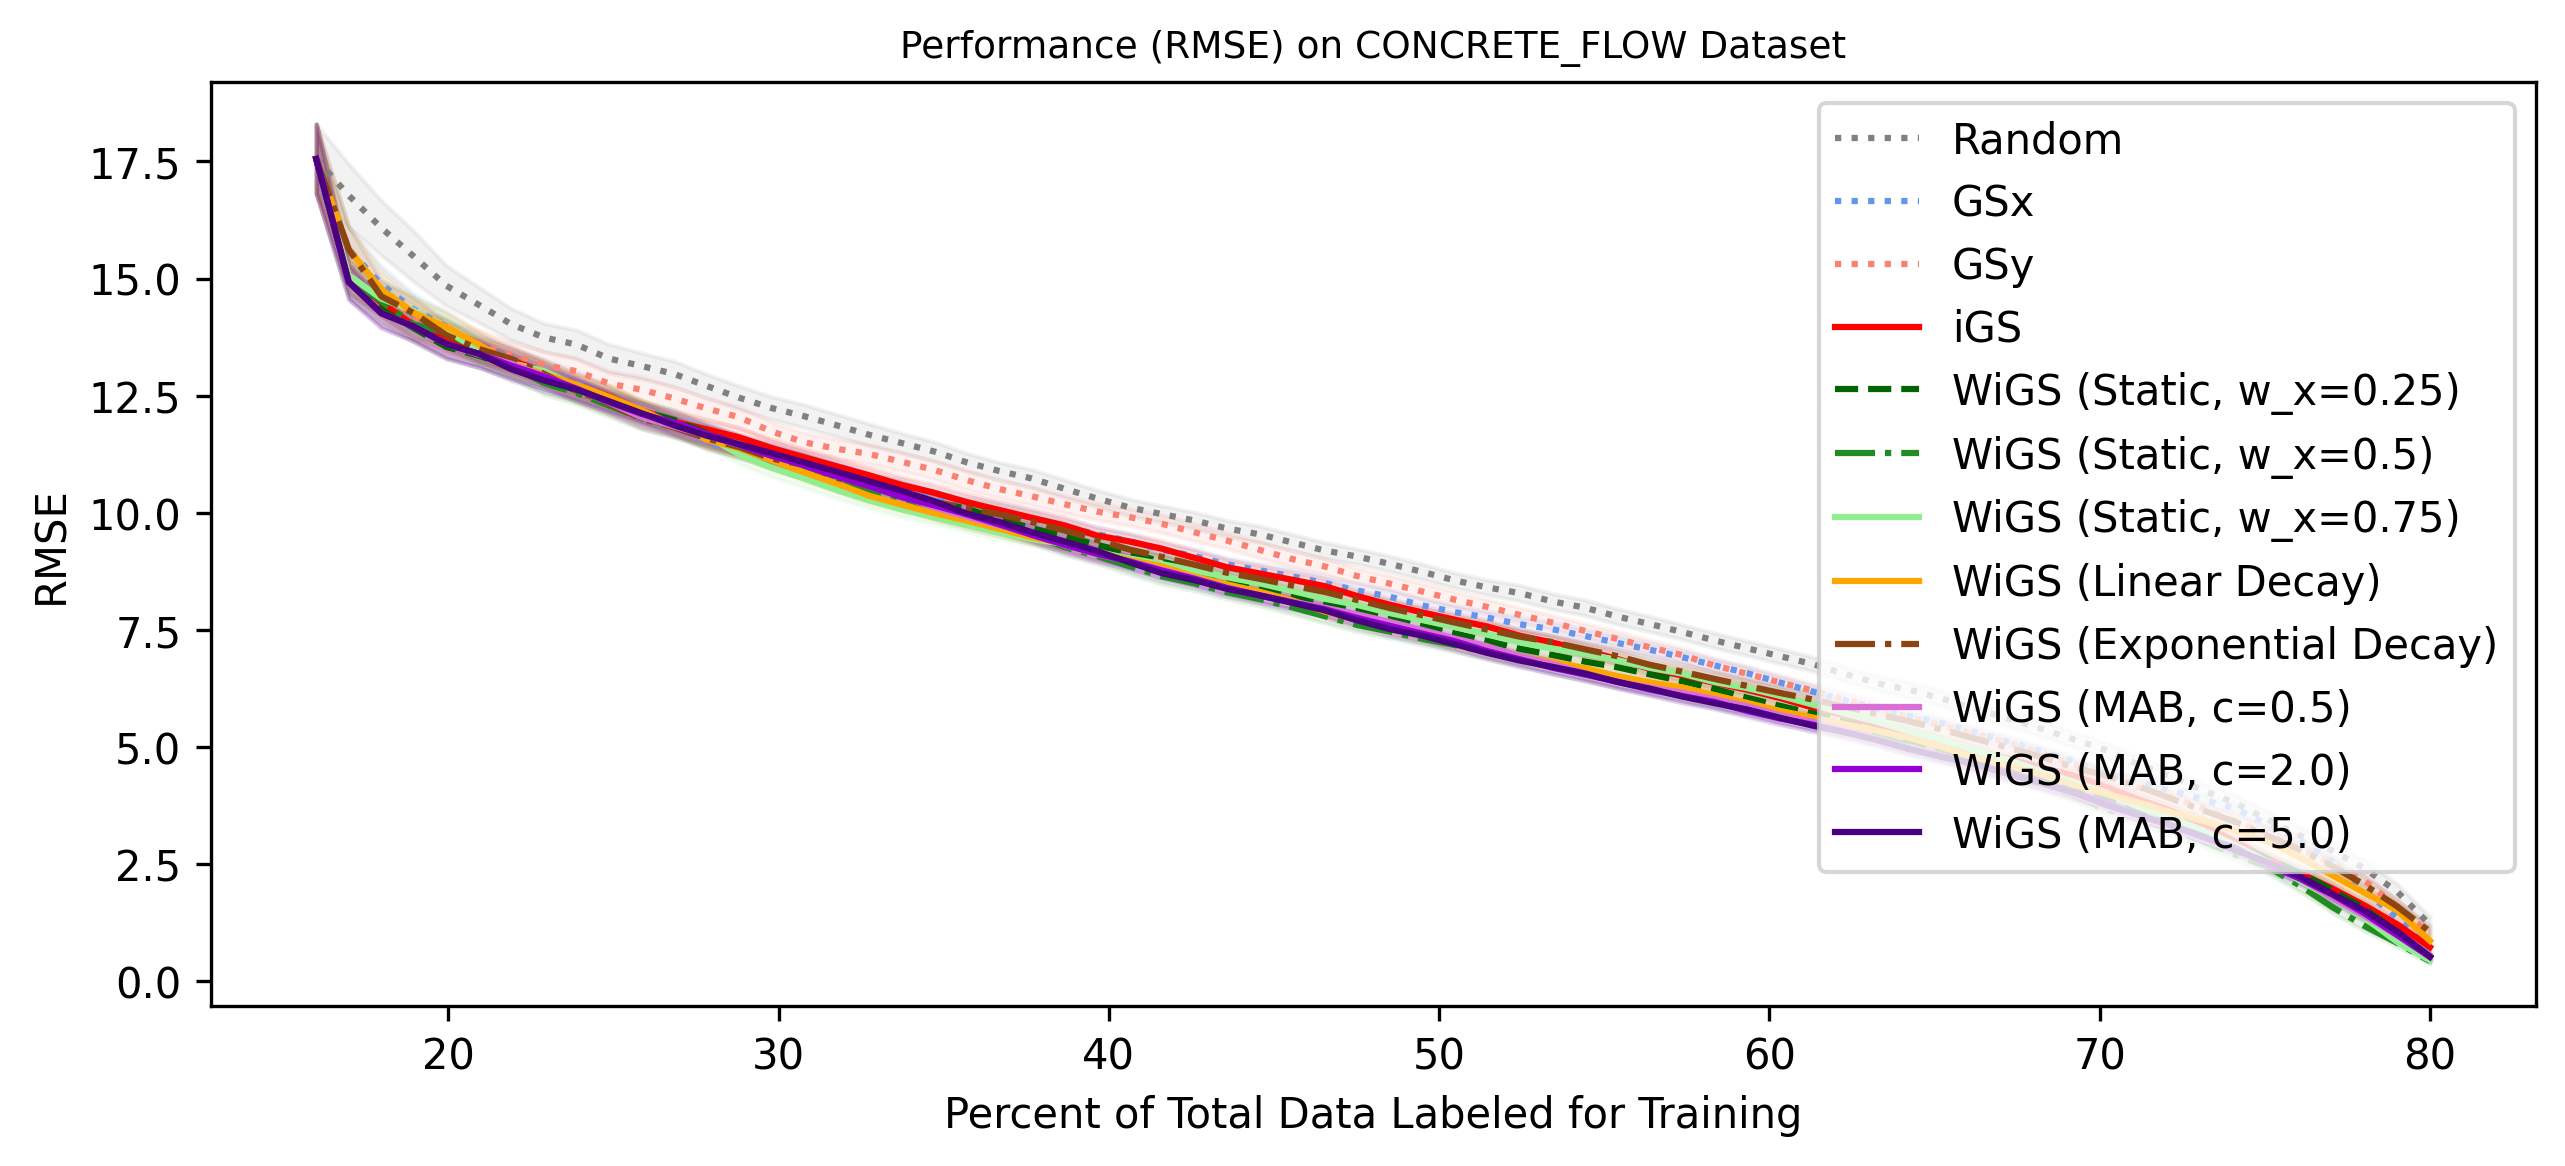 Performance (RMSE) on CONCRETE_FLOW Dataset
RMSE
17.5
15.0
12.5
10.0
7.5
5.0
2.5
0.0
Random
GSx
GSy
iGS
WiGS (Static, w_x=0.25)
WiGS (Static, w_x=0.5)
WiGS (Static, w_x=0.75)
WiGS (Linear Decay)
WiGS (Exponential Decay)
WiGS (MAB, c=0.5)
WiGS (MAB, c=2.0)
WiGS (MAB, c=5.0)
20 30 40 50 60 70 80
Percent of Total Data Labeled for Training